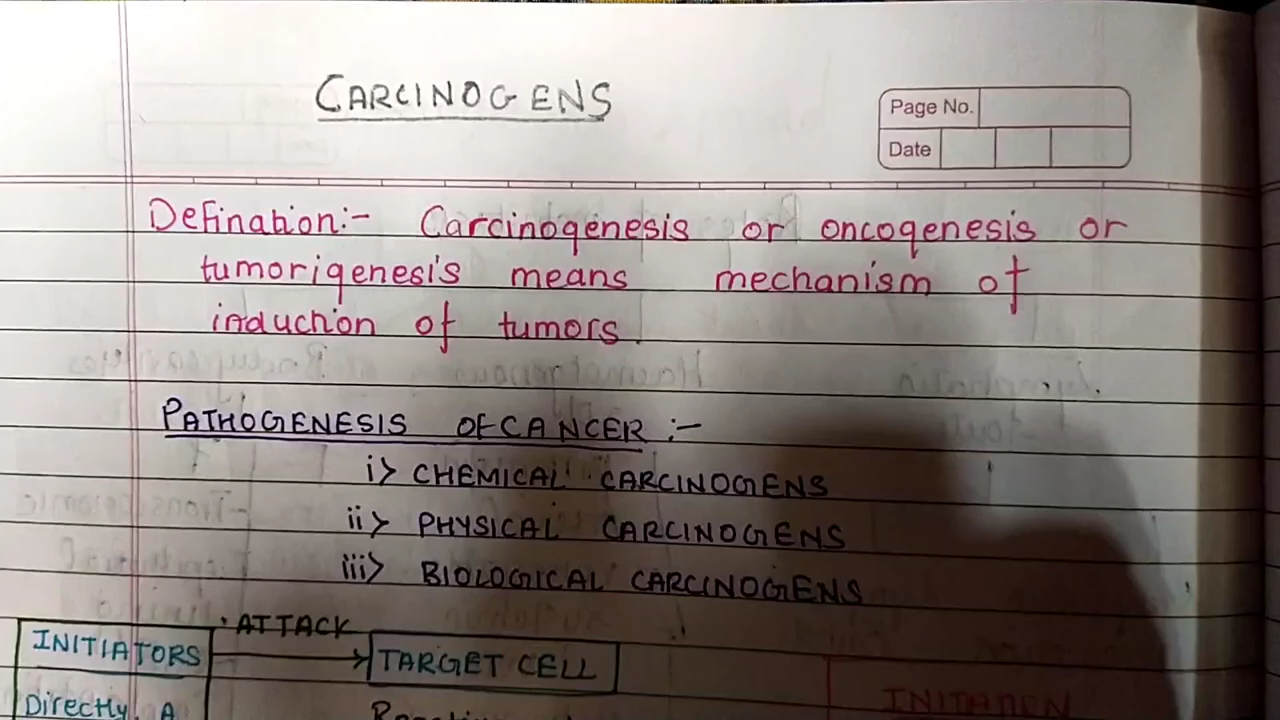 CARCINOGENS
Page No.
Date
Defination:- Carcinogenesis or oncogenesis or
tumorigenesis means mechanism of
induction of tumors.
PATHOGENESIS OF CANCER :-
i> CHEMICAL CARCINOGENS
ii> PHYSICAL CARCINOGENS
iii> BIOLOGICAL CARCINOGENS
INITIATORS
ATTACK
TARGET CELL
Directly A